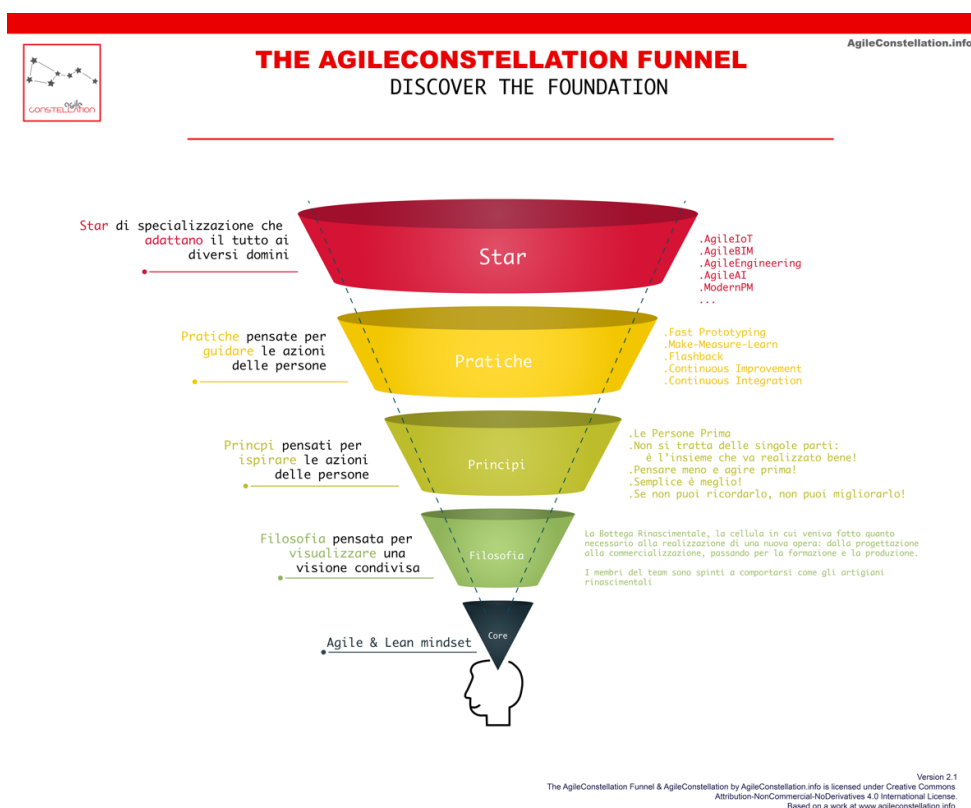 AgileConstellation.info
THE AGILECONSTELLATION FUNNEL
DISCOVER THE FOUNDATION
agile
CONSTELLATION
Star di specializzazione che
adattano il tutto ai
diversi domini
Star
.AgileIoT
.AgileBIM
.AgileEngineering
.AgileAI
.ModernPM
...
Pratiche pensate per
guidare le azioni
delle persone
Pratiche
.Fast Prototyping
.Make-Measure-Learn
.Flashback
.Continuous Improvement
.Continuous Integration
Princpi pensati per
ispirare le azioni
delle persone
Principi
.Le Persone Prima
.Non si tratta delle singole parti:
è l'insieme che va realizzato bene!
.Pensare meno e agire prima!
.Semplice è meglio!
.Se non puoi ricordarlo, non puoi migliorarlo!
Filosofia pensata per
visualizzare una
visione condivisa
Filosofia
La Bottega Rinascimentale, la cellula in cui veniva fatto quanto
necessario alla realizzazione di una nuova opera: dalla progettazione
alla commercializzazione, passando per la formazione e la produzione.
I membri del team sono spinti a comportarsi come gli artigiani
rinascimentali
Agile & Lean mindset
Core
Version 2.1
The AgileConstellation Funnel & AgileConstellation by AgileConstellation.info is licensed under Creative Commons
Attribution-NonCommercial-NoDerivatives 4.0 International License.
Based on a work at www.agileconstellation.info.